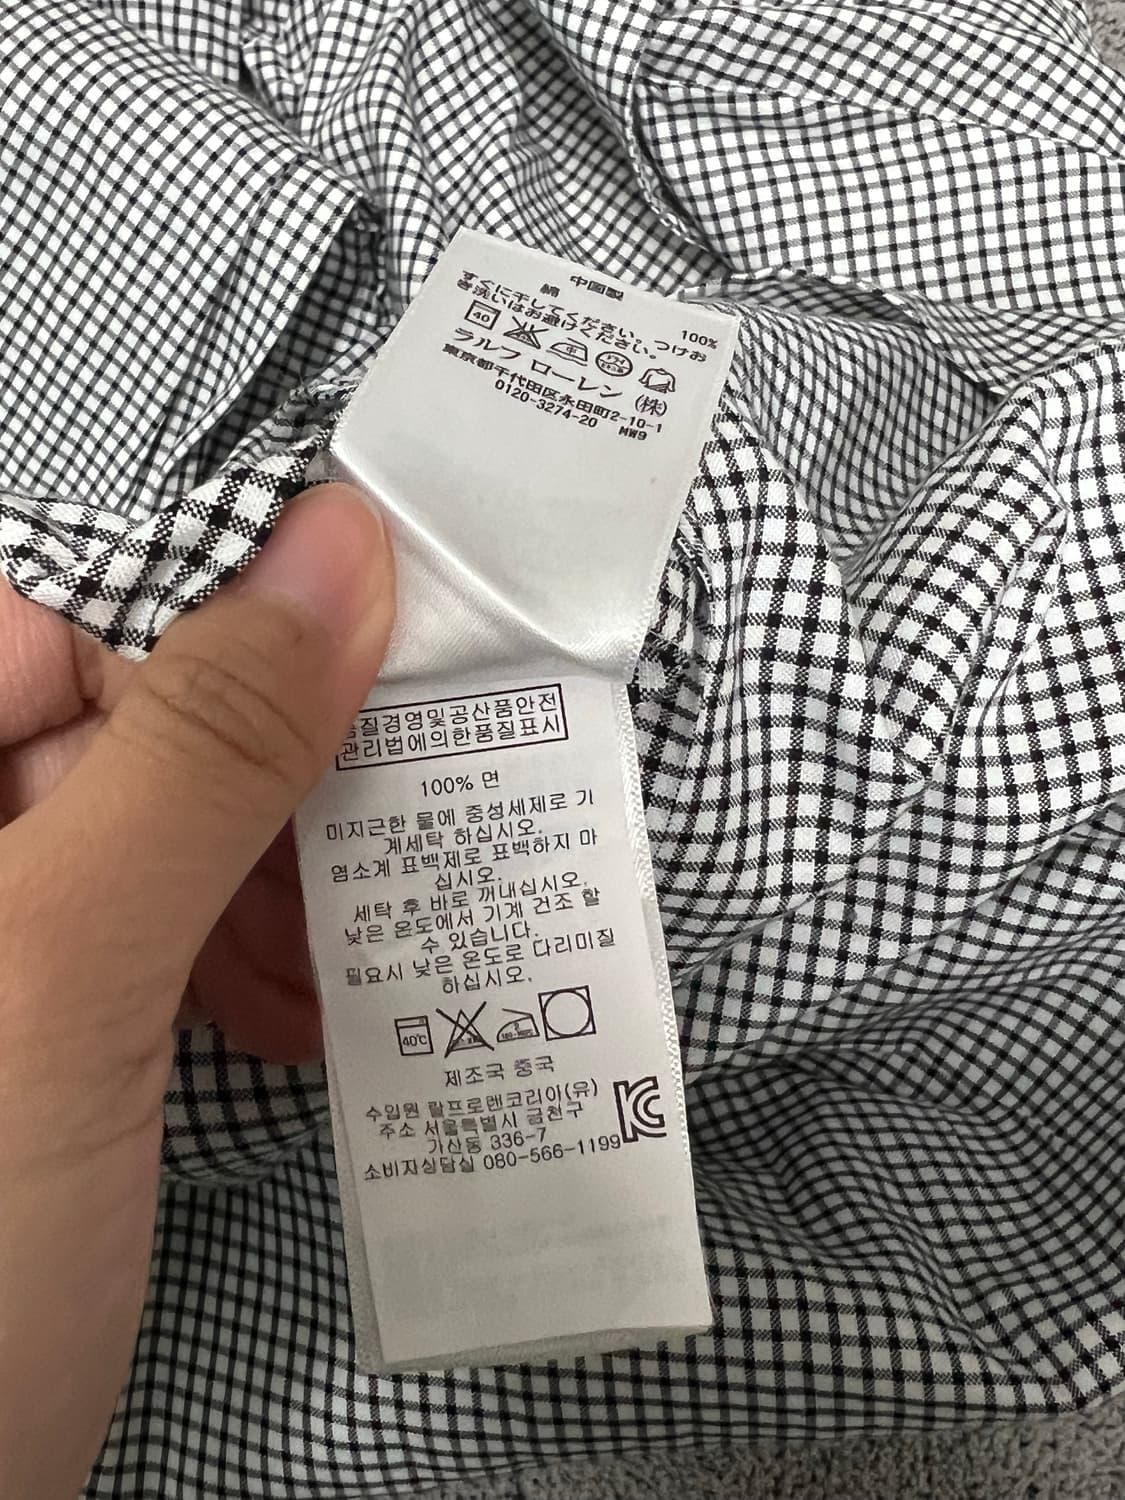 中国製
綿 100%
すぐに干してください。つけお
き洗いはお避けください。
40 中 ドライ
ラルフ ローレン (株)
東京都千代田区永田町2-10-1
0120-3274-20 MW9
질경영및공산품안전
관리법에의한품질표시
100% 면
미지근한 물에 중성세제로 기
계세탁 하십시오.
염소계 표백제로 표백하지 마
십시오.
세탁 후 바로 꺼내십시오.
낮은 온도에서 기계 건조 할
수 있습니다.
필요시 낮은 온도로 다리미질
하십시오.
40℃
제조국 중국
수입원 랄프로렌코리아(유)
주소 서울특별시 금천구
가산동 336-7
소비자상담실 080-566-1199